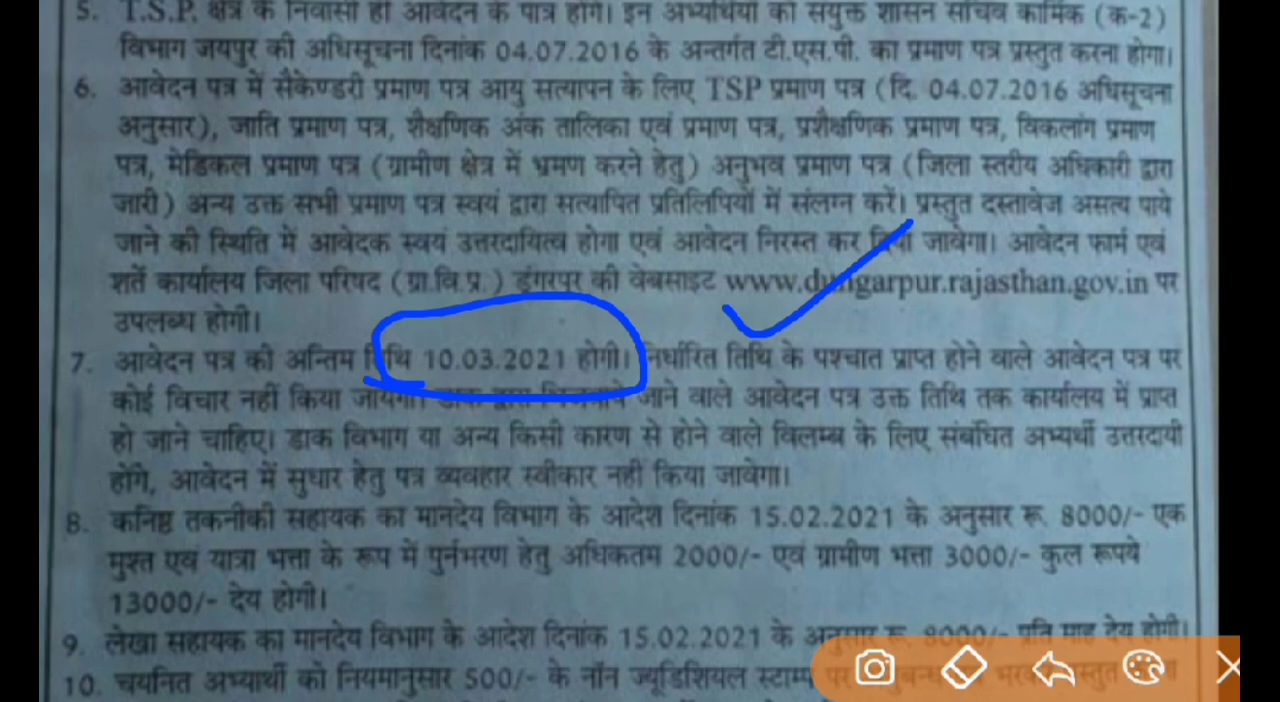 5. T.S.P. क्षेत्र के निवासी ही आवेदन के पात्र होंगे। इन अभ्यर्थियों को संयुक्त शासन सचिव कार्मिक (क-2)
विभाग जयपुर की अधिसूचना दिनांक 04.07.2016 के अन्तर्गत टी.एस.पी. का प्रमाण पत्र प्रस्तुत करना होगा।
6. आवेदन पत्र में सैकेण्डरी प्रमाण पत्र आयु सत्यापन के लिए TSP प्रमाण पत्र (दि. 04.07.2016 अधिसूचना
अनुसार), जाति प्रमाण पत्र, शैक्षणिक अंक तालिका एवं प्रमाण पत्र, प्रशैक्षणिक प्रमाण पत्र, विकलांग प्रमाण
पत्र, मेडिकल प्रमाण पत्र (ग्रामीण क्षेत्र में भ्रमण करने हेतु) अनुभव प्रमाण पत्र (जिला स्तरीय अधिकारी द्वारा
जारी) अन्य उक्त सभी प्रमाण पत्र स्वयं द्वारा सत्यापित प्रतिलिपियों में संलग्न करें। प्रस्तुत दस्तावेज असत्य पाये
जाने की स्थिति में आवेदक स्वयं उत्तरदायित्व होगा एवं आवेदन निरस्त कर दिया जावेगा। आवेदन फार्म एवं
शर्ते कार्यालय जिला परिषद (ग्रा.वि.प्र.) डूंगरपुर की वेबसाइट www.dungarpur.rajasthan.gov.in पर
उपलब्ध होगी।
7. आवेदन पत्र की अन्तिम तिथि 10.03.2021 होगी। निर्धारित तिथि के पश्चात प्राप्त होने वाले आवेदन पत्र पर
कोई विचार नहीं किया जायेगा। डाक द्वारा भिजवाये जाने वाले आवेदन पत्र उक्त तिथि तक कार्यालय में प्राप्त
हो जाने चाहिए। डाक विभाग या अन्य किसी कारण से होने वाले विलम्ब के लिए संबंधित अभ्यर्थी उत्तरदायी
होंगे, आवेदन में सुधार हेतु पत्र व्यवहार स्वीकार नही किया जावेगा।
8. कनिष्ठ तकनीकी सहायक का मानदेय विभाग के आदेश दिनांक 15.02.2021 के अनुसार रू. 8000/- एक
मुश्त एवं यात्रा भत्ता के रूप में पुर्नभरण हेतु अधिकतम 2000/- एवं ग्रामीण भत्ता 3000/- कुल रूपये
13000/- देय होगी।
9. लेखा सहायक का मानदेय विभाग के आदेश दिनांक 15.02.2021 के अनुसार रू. 8000/- प्रति माह देय होगी।
10. चयनित अभ्यार्थी को नियमानुसार 500/- के नॉन ज्यूडिशियल स्टाम्प पर